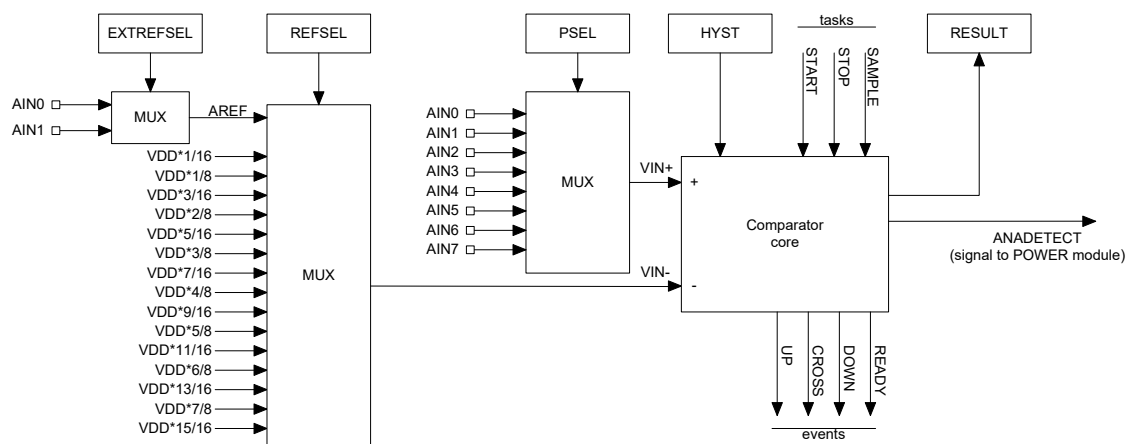 tasks
EXTREFSEL
REFSEL
PSEL
HYST
RESULT
START
STOP
SAMPLE
AIN0
AIN1
MUX
AREF
VDD*1/16
VDD*1/8
VDD*3/16
VDD*2/8
VDD*5/16
VDD*3/8
VDD*7/16
VDD*4/8
VDD*9/16
VDD*5/8
VDD*11/16
VDD*6/8
VDD*13/16
VDD*7/8
VDD*15/16
MUX
AIN0
AIN1
AIN2
AIN3
AIN4
AIN5
AIN6
AIN7
MUX
VIN+
VIN-
+
-
Comparator
core
ANADETECT
(signal to POWER module)
UP
CROSS
DOWN
READY
events